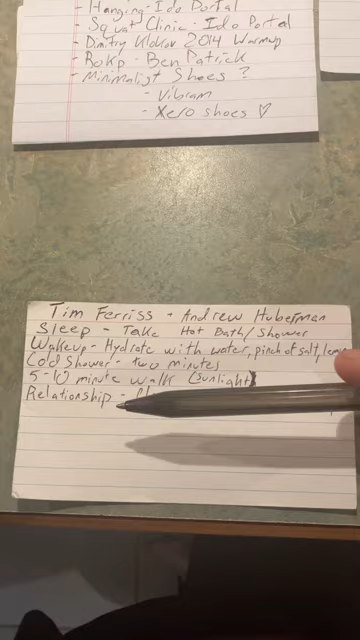 - Hanging - Ido Portal
- Squat Clinic - Ido Portal
- Dmitry Klokov 2014 Warmup
- Rokp - Ben Patrick
- Minimalist Shoes ?
- Vibram
- Xero shoes ♡
Tim Ferriss + Andrew Huberman
Sleep - Take Hot Bath/Shower
Wakeup - Hydrate with water, pinch of salt,
Cold Shower - two minutes
5-10 minute walk (sunlight)
Relationship -